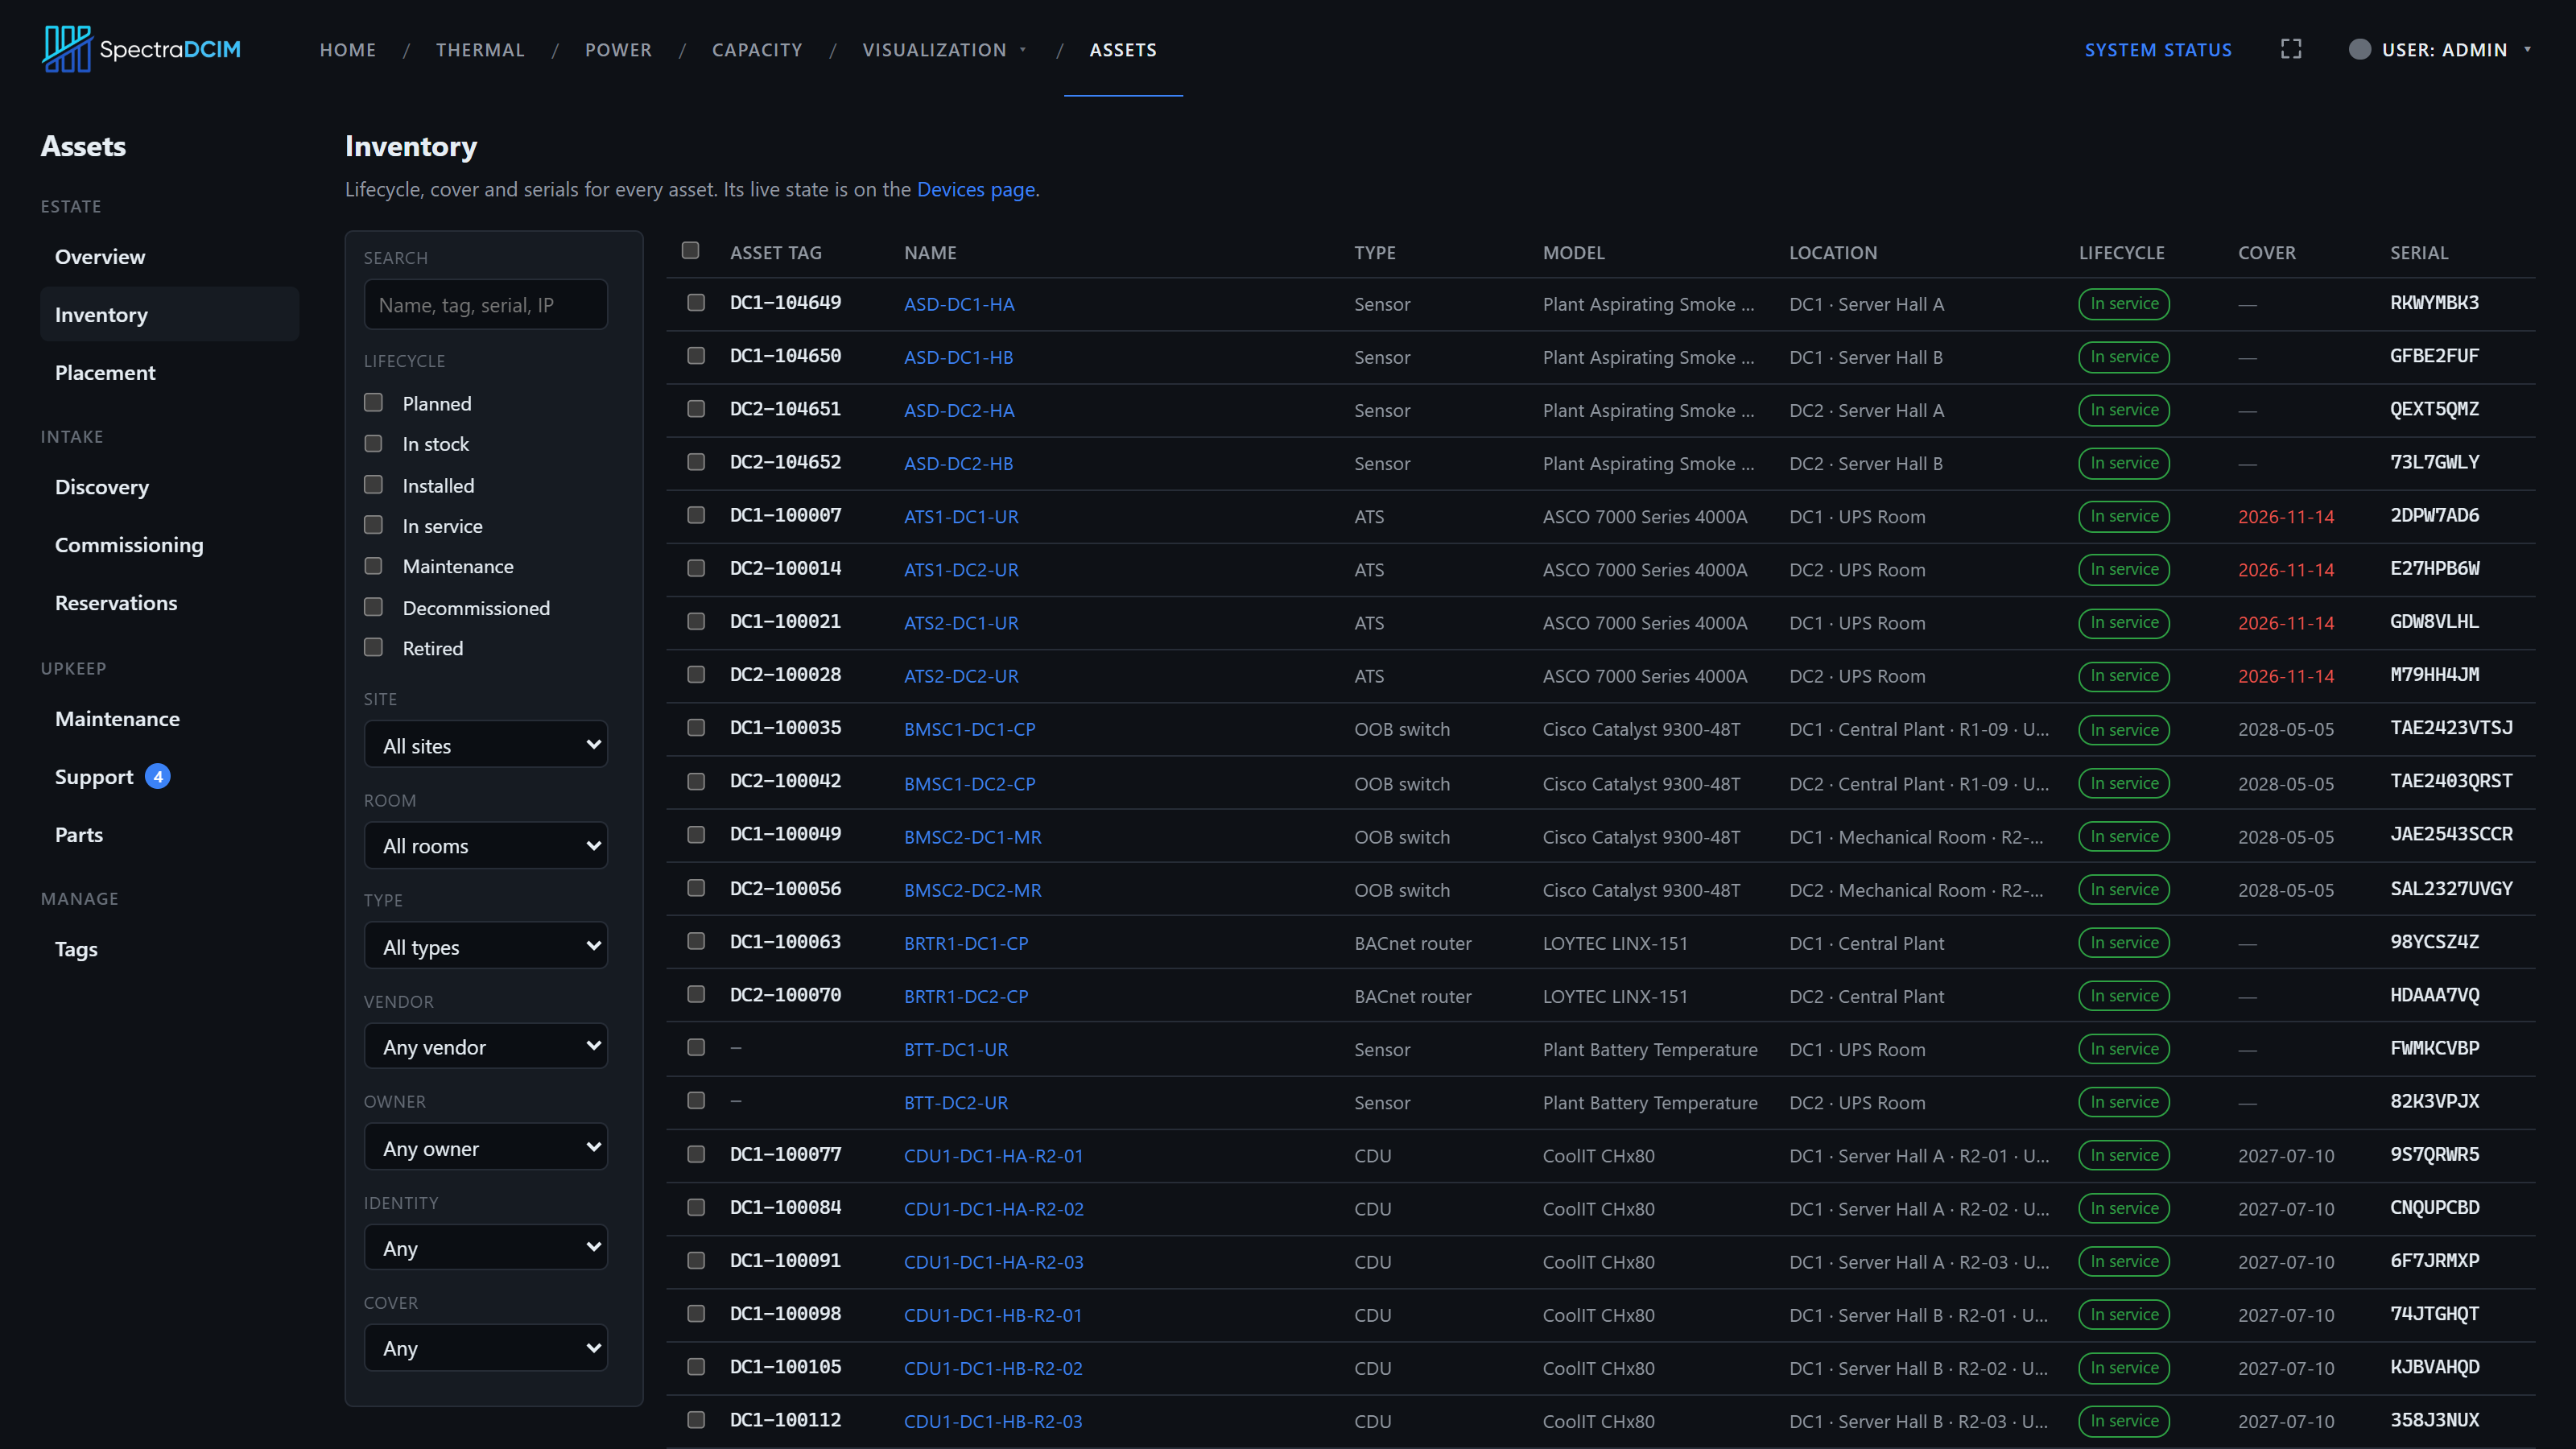 SpectraDCIM
HOME / THERMAL / POWER / CAPACITY / VISUALIZATION / ASSETS
SYSTEM STATUS USER: ADMIN
Assets
ESTATE
Overview
Inventory
Placement
INTAKE
Discovery
Commissioning
Reservations
UPKEEP
Maintenance
Support 4
Parts
MANAGE
Tags
Inventory
Lifecycle, cover and serials for every asset. Its live state is on the Devices page.
SEARCH
Name, tag, serial, IP
LIFECYCLE
Planned
In stock
Installed
In service
Maintenance
Decommissioned
Retired
SITE
All sites
ROOM
All rooms
TYPE
All types
VENDOR
Any vendor
OWNER
Any owner
IDENTITY
Any
COVER
Any
ASSET TAG NAME TYPE MODEL LOCATION LIFECYCLE COVER SERIAL
DC1-104649 ASD-DC1-HA Sensor Plant Aspirating Smoke ... DC1 · Server Hall A In service — RKWYMBK3
DC1-104650 ASD-DC1-HB Sensor Plant Aspirating Smoke ... DC1 · Server Hall B In service — GFBE2FUF
DC2-104651 ASD-DC2-HA Sensor Plant Aspirating Smoke ... DC2 · Server Hall A In service — QEXT5QMZ
DC2-104652 ASD-DC2-HB Sensor Plant Aspirating Smoke ... DC2 · Server Hall B In service — 73L7GWLY
DC1-100007 ATS1-DC1-UR ATS ASCO 7000 Series 4000A DC1 · UPS Room In service 2026-11-14 2DPW7AD6
DC2-100014 ATS1-DC2-UR ATS ASCO 7000 Series 4000A DC2 · UPS Room In service 2026-11-14 E27HPB6W
DC1-100021 ATS2-DC1-UR ATS ASCO 7000 Series 4000A DC1 · UPS Room In service 2026-11-14 GDW8VLHL
DC2-100028 ATS2-DC2-UR ATS ASCO 7000 Series 4000A DC2 · UPS Room In service 2026-11-14 M79HH4JM
DC1-100035 BMSC1-DC1-CP OOB switch Cisco Catalyst 9300-48T DC1 · Central Plant · R1-09 · U... In service 2028-05-05 TAE2423VTSJ
DC2-100042 BMSC1-DC2-CP OOB switch Cisco Catalyst 9300-48T DC2 · Central Plant · R1-09 · U... In service 2028-05-05 TAE2403QRST
DC1-100049 BMSC2-DC1-MR OOB switch Cisco Catalyst 9300-48T DC1 · Mechanical Room · R2-... In service 2028-05-05 JAE2543SCCR
DC2-100056 BMSC2-DC2-MR OOB switch Cisco Catalyst 9300-48T DC2 · Mechanical Room · R2-... In service 2028-05-05 SAL2327UVGY
DC1-100063 BRTR1-DC1-CP BACnet router LOYTEC LINX-151 DC1 · Central Plant In service — 98YCSZ4Z
DC2-100070 BRTR1-DC2-CP BACnet router LOYTEC LINX-151 DC2 · Central Plant In service — HDAAA7VQ
— BTT-DC1-UR Sensor Plant Battery Temperature DC1 · UPS Room In service — FWMKCVBP
— BTT-DC2-UR Sensor Plant Battery Temperature DC2 · UPS Room In service — 82K3VPJX
DC1-100077 CDU1-DC1-HA-R2-01 CDU CoolIT CHx80 DC1 · Server Hall A · R2-01 · U... In service 2027-07-10 9S7QRWR5
DC1-100084 CDU1-DC1-HA-R2-02 CDU CoolIT CHx80 DC1 · Server Hall A · R2-02 · U... In service 2027-07-10 CNQUPCBD
DC1-100091 CDU1-DC1-HA-R2-03 CDU CoolIT CHx80 DC1 · Server Hall A · R2-03 · U... In service 2027-07-10 6F7JRMXP
DC1-100098 CDU1-DC1-HB-R2-01 CDU CoolIT CHx80 DC1 · Server Hall B · R2-01 · U... In service 2027-07-10 74JTGHQT
DC1-100105 CDU1-DC1-HB-R2-02 CDU CoolIT CHx80 DC1 · Server Hall B · R2-02 · U... In service 2027-07-10 KJBVAHQD
DC1-100112 CDU1-DC1-HB-R2-03 CDU CoolIT CHx80 DC1 · Server Hall B · R2-03 · U... In service 2027-07-10 358J3NUX